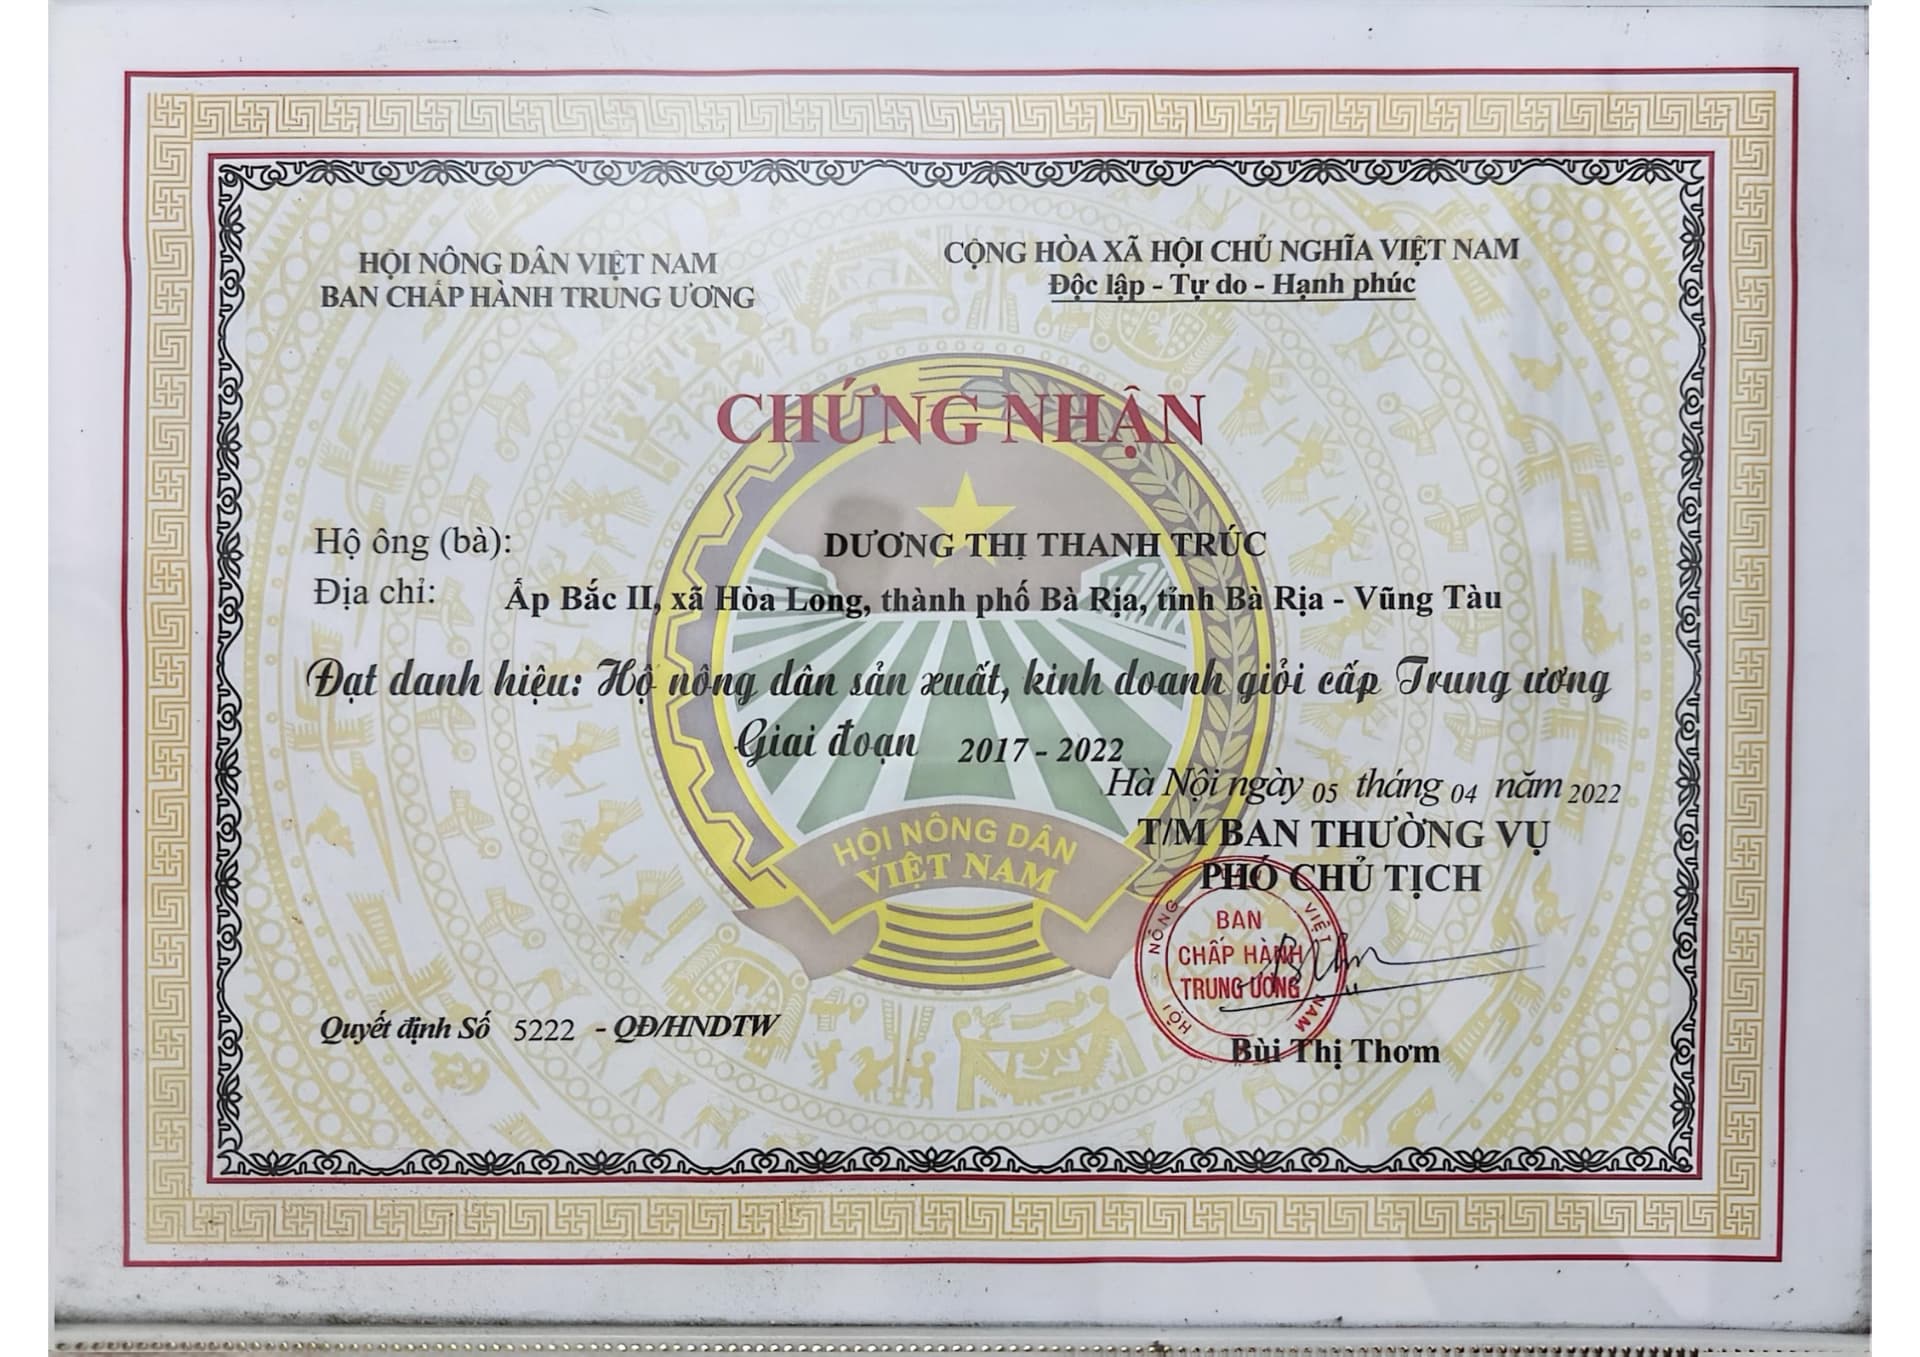 HỘI NÔNG DÂN VIỆT NAM
BAN CHẤP HÀNH TRUNG ƯƠNG
CỘNG HÒA XÃ HỘI CHỦ NGHĨA VIỆT NAM
Độc lập - Tự do - Hạnh phúc
CHỨNG NHẬN
Hộ ông (bà): DƯƠNG THỊ THANH TRÚC
Địa chỉ: Ấp Bắc II, xã Hòa Long, thành phố Bà Rịa, tỉnh Bà Rịa - Vũng Tàu
Đạt danh hiệu: Hộ nông dân sản xuất, kinh doanh giỏi cấp Trung ương
Giai đoạn 2017 - 2022
Hà Nội ngày 05 tháng 04 năm 2022
T/M BAN THƯỜNG VỤ
PHÓ CHỦ TỊCH
HỘI NÔNG DÂN
VIỆT NAM
HỘI NÔNG VIỆT NAM
BAN
CHẤP HÀNH
TRUNG ƯƠNG
Quyết định Số 5222 - QĐ/HNDTW
Bùi Thị Thơm